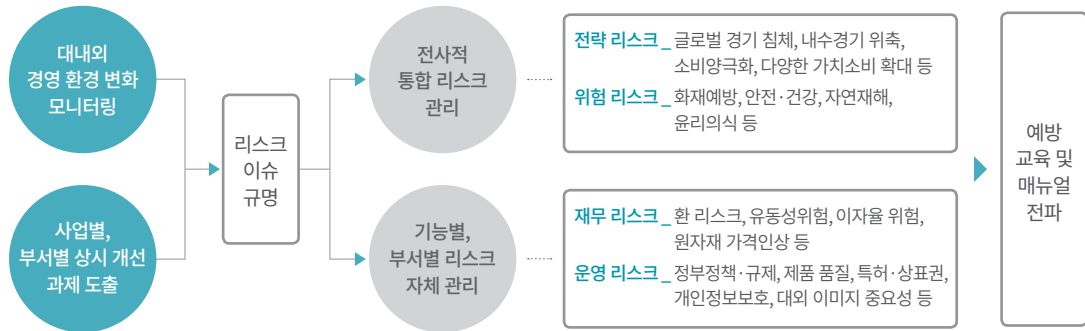 대내외
경영 환경 변화
모니터링
사업별,
부서별 상시 개선
과제 도출
리스크
이슈
규명
전사적
통합 리스크
관리
기능별,
부서별 리스크
자체 관리
전략 리스크 _ 글로벌 경기 침체, 내수경기 위축,
소비양극화, 다양한 가치소비 확대 등
위험 리스크 _ 화재예방, 안전·건강, 자연재해,
윤리의식 등
재무 리스크 _ 환 리스크, 유동성위험, 이자율 위험,
원자재 가격인상 등
운영 리스크 _ 정부정책·규제, 제품 품질, 특허·상표권,
개인정보보호, 대외 이미지 중요성 등
예방
교육 및
매뉴얼
전파